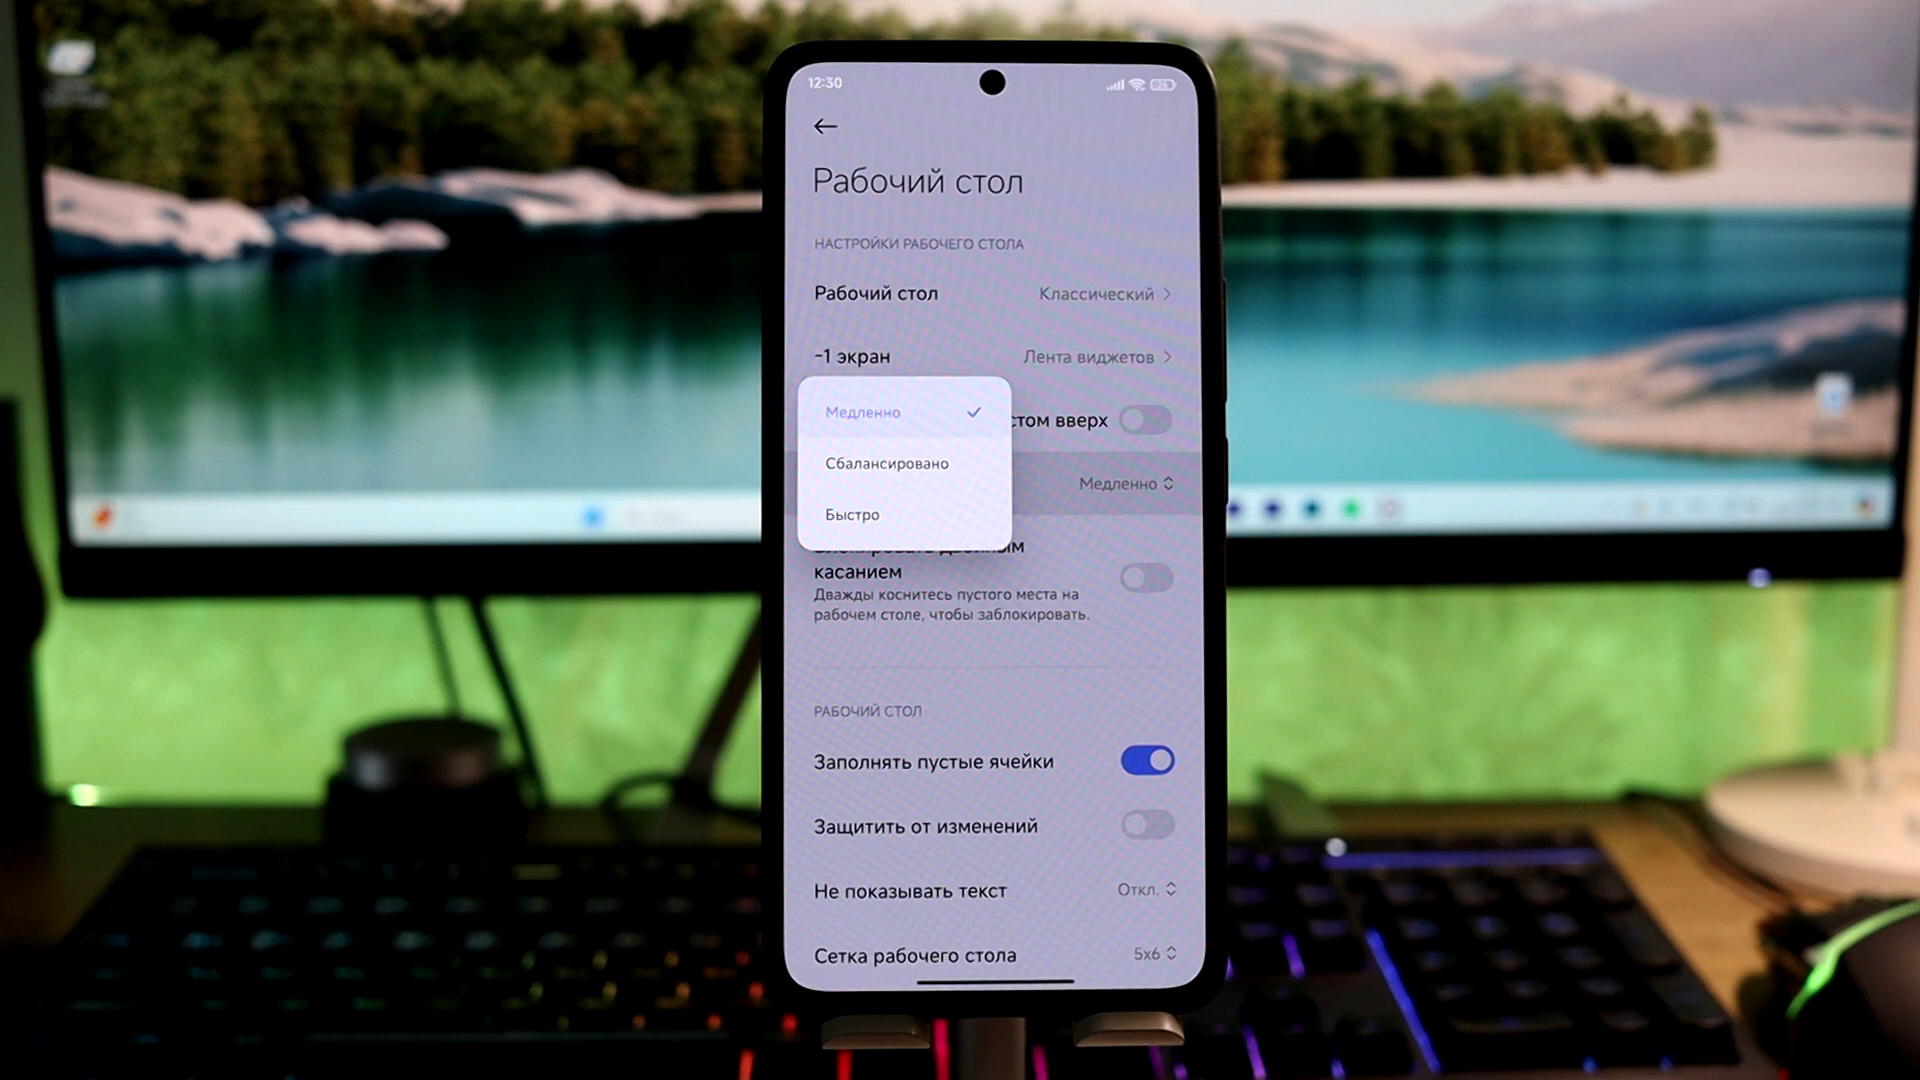 12:30
Рабочий стол
НАСТРОЙКИ РАБОЧЕГО СТОЛА
Рабочий стол Классический
-1 экран Лента виджетов
Медленно
вверх
Сбалансировано
Медленно
Быстро
касанием
Дважды коснитесь пустого места на
рабочем столе, чтобы заблокировать.
РАБОЧИЙ СТОЛ
Заполнять пустые ячейки
Защитить от изменений
Не показывать текст Откл.
Сетка рабочего стола 5x6